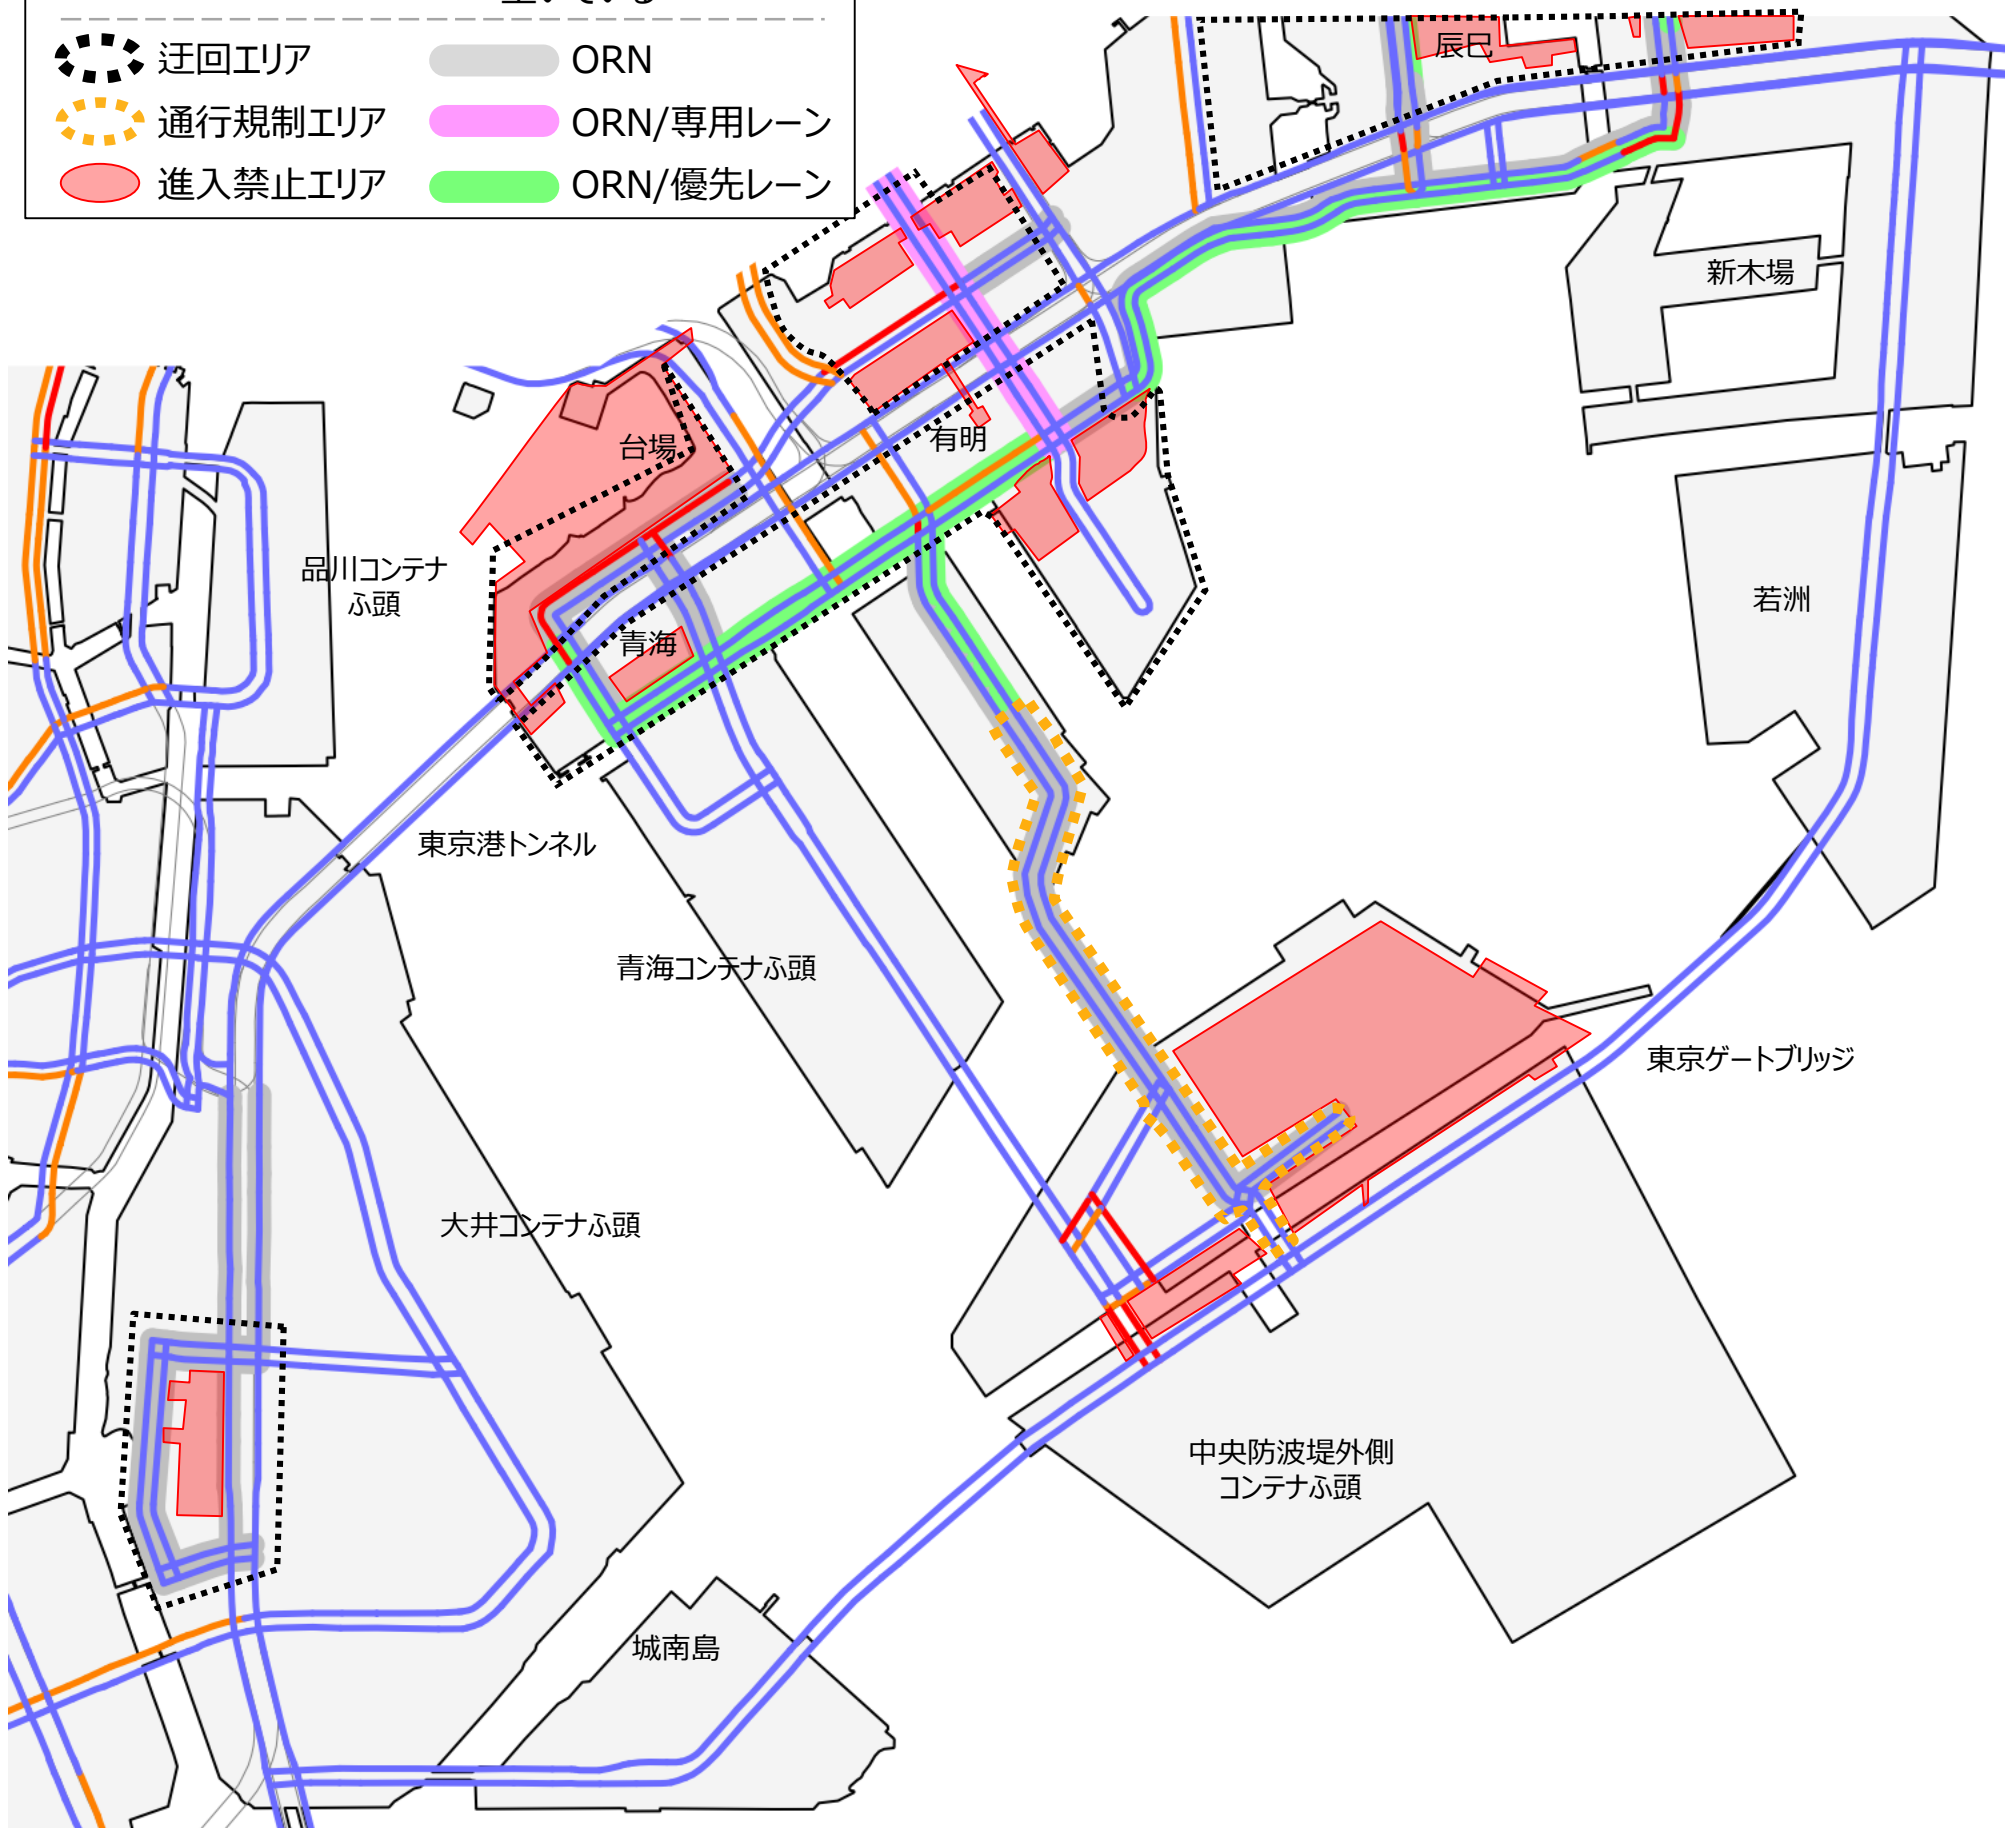 空いている
迂回エリア
ORN
通行規制エリア
ORN/専用レーン
進入禁止エリア
ORN/優先レーン
辰巳
新木場
有明
台場
品川コンテナ
ふ頭
青海
若洲
東京港トンネル
青海コンテナふ頭
東京ゲートブリッジ
大井コンテナふ頭
中央防波堤外側
コンテナふ頭
城南島